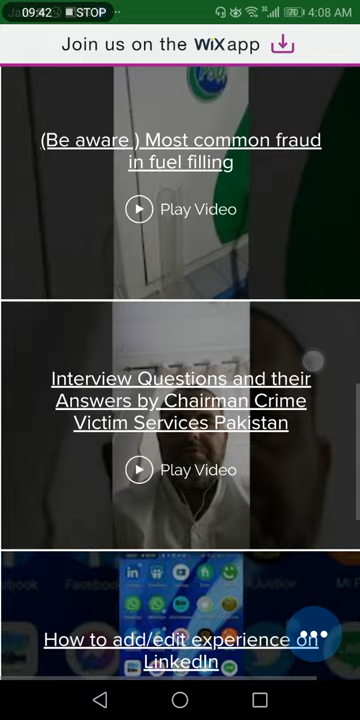 09:42 STOP
70 4:08 AM
Join us on the WiX app
PSO
(Be aware ) Most common fraud
in fuel filling
Play Video
Interview Questions and their
Answers by Chairman Crime
Victim Services Pakistan
Play Video
How to add/edit experience on
LinkedIn